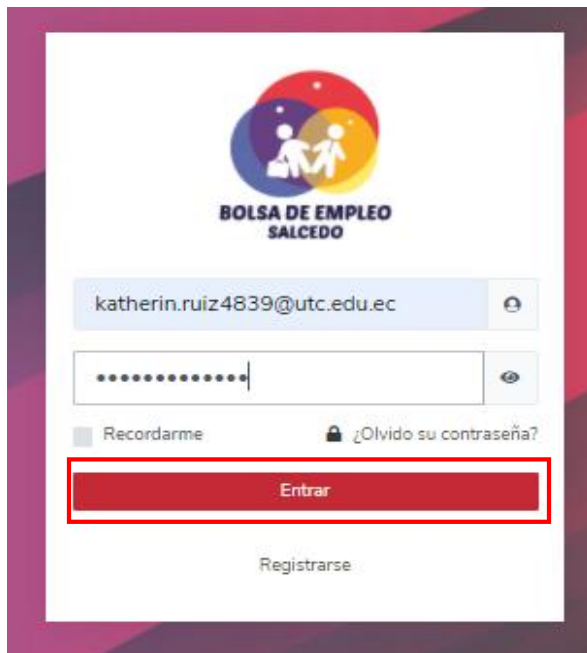 BOLSA DE EMPLEO
SALCEDO
katherin.ruiz4839@utc.edu.ec
•••••••••••••
Recordarme ¿Olvido su contraseña?
Entrar
Registrarse